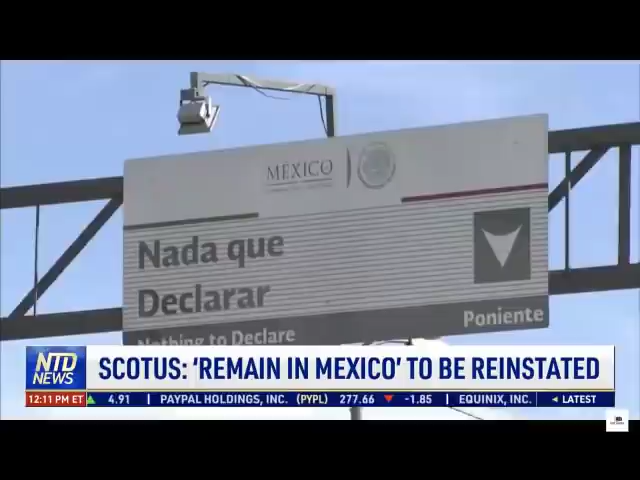 MÉXICO
Nada que
Declarar
Nothing to Declare
Poniente
NTD
NEWS
SCOTUS: 'REMAIN IN MEXICO' TO BE REINSTATED
12:11 PM ET 4.91 PAYPAL HOLDINGS, INC. (PYPL) 277.66 -1.85 EQUINIX, INC. LATEST